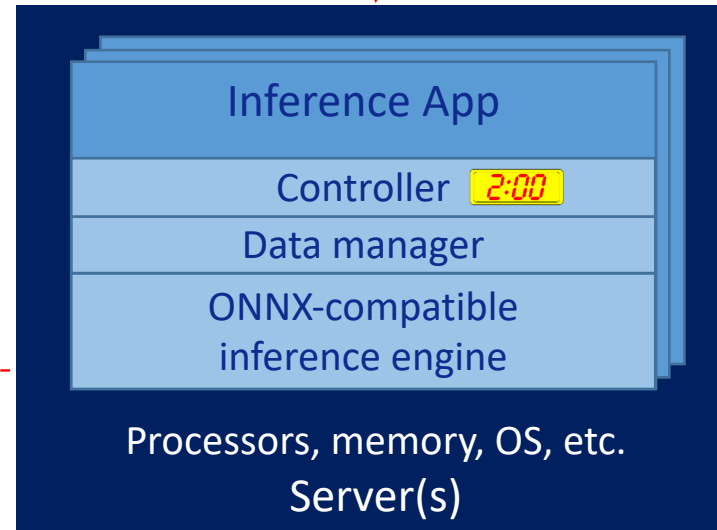 Inference App
Controller 2:00
Data manager
ONNX-compatible
inference engine
Processors, memory, OS, etc.
Server(s)